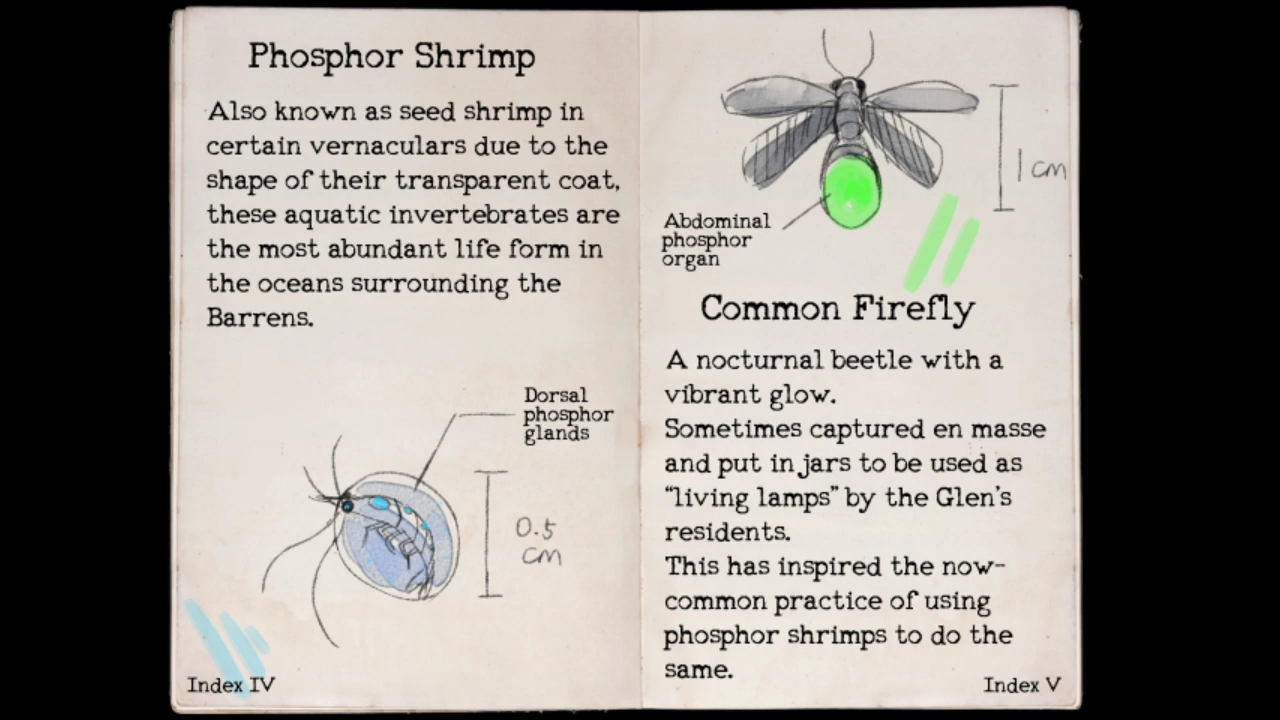 Phosphor Shrimp
Also known as seed shrimp in
certain vernaculars due to the
shape of their transparent coat,
these aquatic invertebrates are
the most abundant life form in
the oceans surrounding the
Barrens.
Dorsal
phosphor
glands
0.5
cm
Index IV
1 cm
Abdominal
phosphor
organ
Common Firefly
A nocturnal beetle with a
vibrant glow.
Sometimes captured en masse
and put in jars to be used as
“living lamps” by the Glen's
residents.
This has inspired the now-
common practice of using
phosphor shrimps to do the
same.
Index V